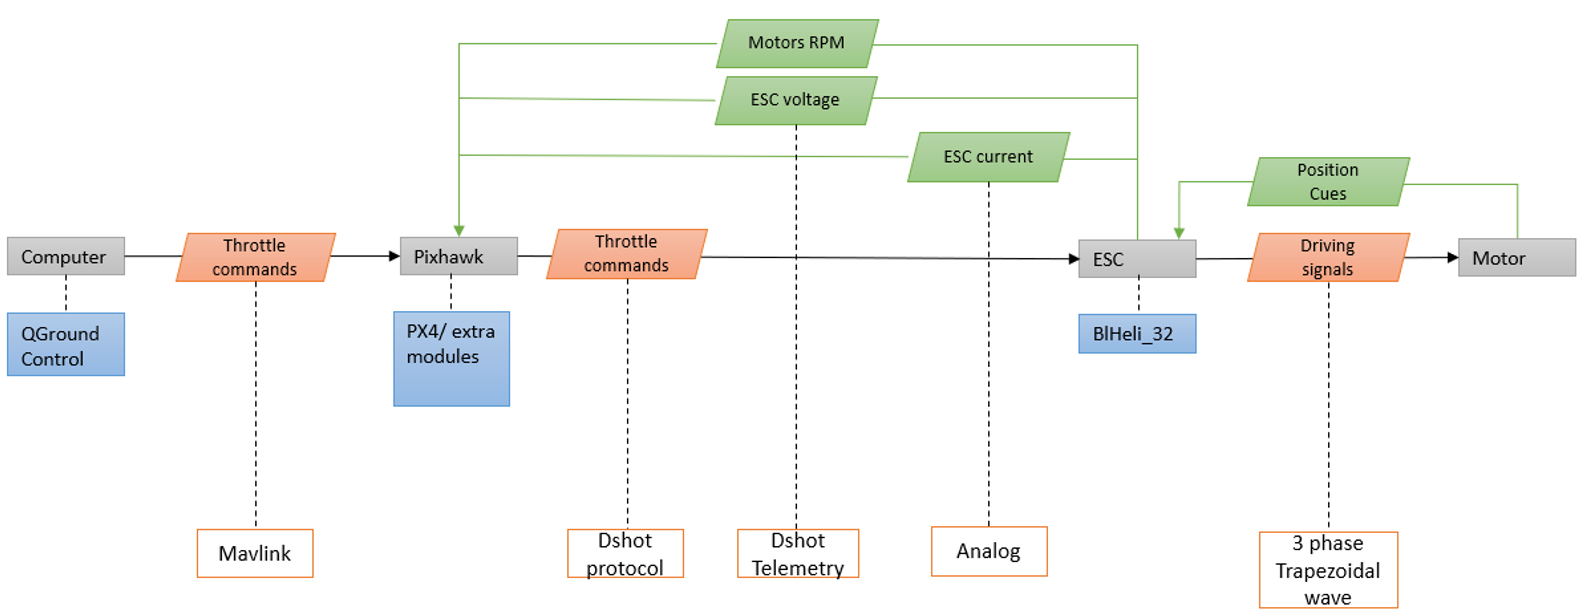 Motors RPM
ESC voltage
ESC current
Position
Cues
Computer
Throttle
commands
Pixhawk
Throttle
commands
ESC
Driving
signals
Motor
QGround
Control
PX4/ extra
modules
BlHeli_32
Mavlink
Dshot
protocol
Dshot
Telemetry
Analog
3 phase
Trapezoidal
wave